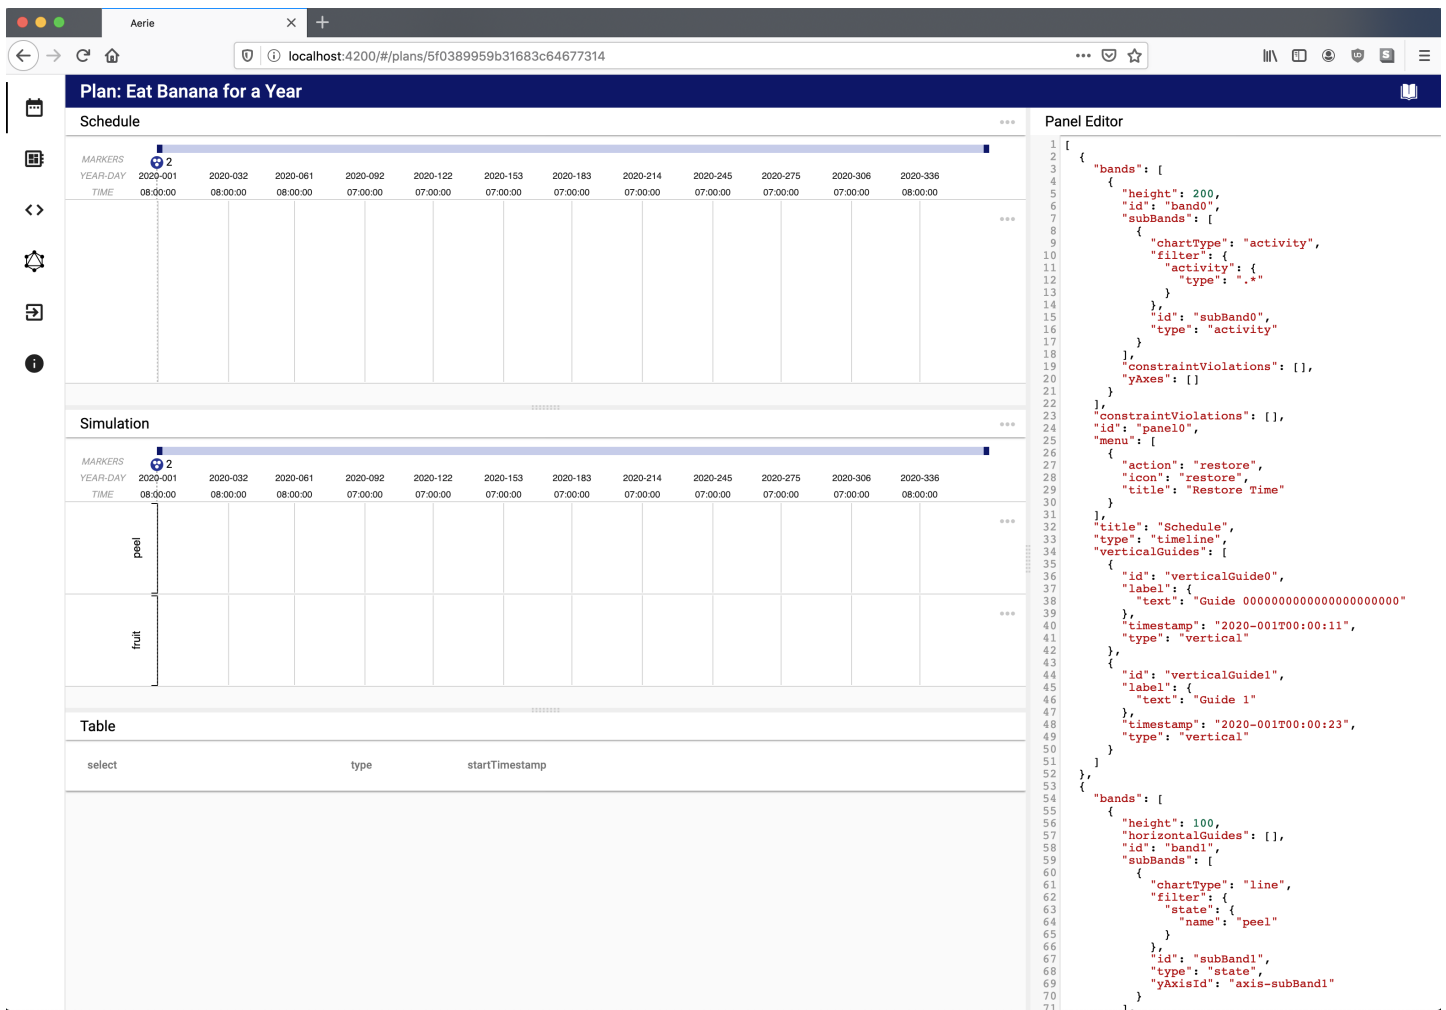 Aerie
localhost:4200/#/plans/5f0389959b31683c64677314
Plan: Eat Banana for a Year
Schedule
MARKERS 2
YEAR-DAY 2020-001 2020-032 2020-061 2020-092 2020-122 2020-153 2020-183 2020-214 2020-245 2020-275 2020-306 2020-336
TIME 08:00:00 08:00:00 08:00:00 07:00:00 07:00:00 07:00:00 07:00:00 07:00:00 07:00:00 07:00:00 07:00:00 08:00:00
Simulation
MARKERS 2
YEAR-DAY 2020-001 2020-032 2020-061 2020-092 2020-122 2020-153 2020-183 2020-214 2020-245 2020-275 2020-306 2020-336
TIME 08:00:00 08:00:00 08:00:00 07:00:00 07:00:00 07:00:00 07:00:00 07:00:00 07:00:00 07:00:00 07:00:00 08:00:00
peel
fruit
Table
select type startTimestamp
Panel Editor
1 [
2 {
3 "bands": [
4 {
5 "height": 200,
6 "id": "band0",
7 "subBands": [
8 {
9 "chartType": "activity",
10 "filter": {
11 "activity": {
12 "type": ".*"
13 }
14 },
15 "id": "subBand0",
16 "type": "activity"
17 }
18 ],
19 "constraintViolations": [],
20 "yAxes": []
21 }
22 ],
23 "constraintViolations": [],
24 "id": "panel0",
25 "menu": [
26 {
27 "action": "restore",
28 "icon": "restore",
29 "title": "Restore Time"
30 }
31 ],
32 "title": "Schedule",
33 "type": "timeline",
34 "verticalGuides": [
35 {
36 "id": "verticalGuide0",
37 "label": {
38 "text": "Guide 0000000000000000000000"
39 },
40 "timestamp": "2020-001T00:00:11",
41 "type": "vertical"
42 },
43 {
44 "id": "verticalGuide1",
45 "label": {
46 "text": "Guide 1"
47 },
48 "timestamp": "2020-001T00:00:23",
49 "type": "vertical"
50 }
51 ]
52 },
53 {
54 "bands": [
55 {
56 "height": 100,
57 "horizontalGuides": [],
58 "id": "band1",
59 "subBands": [
60 {
61 "chartType": "line",
62 "filter": {
63 "state": {
64 "name": "peel"
65 }
66 },
67 "id": "subBand1",
68 "type": "state",
69 "yAxisId": "axis-subBand1"
70 }
71 ],